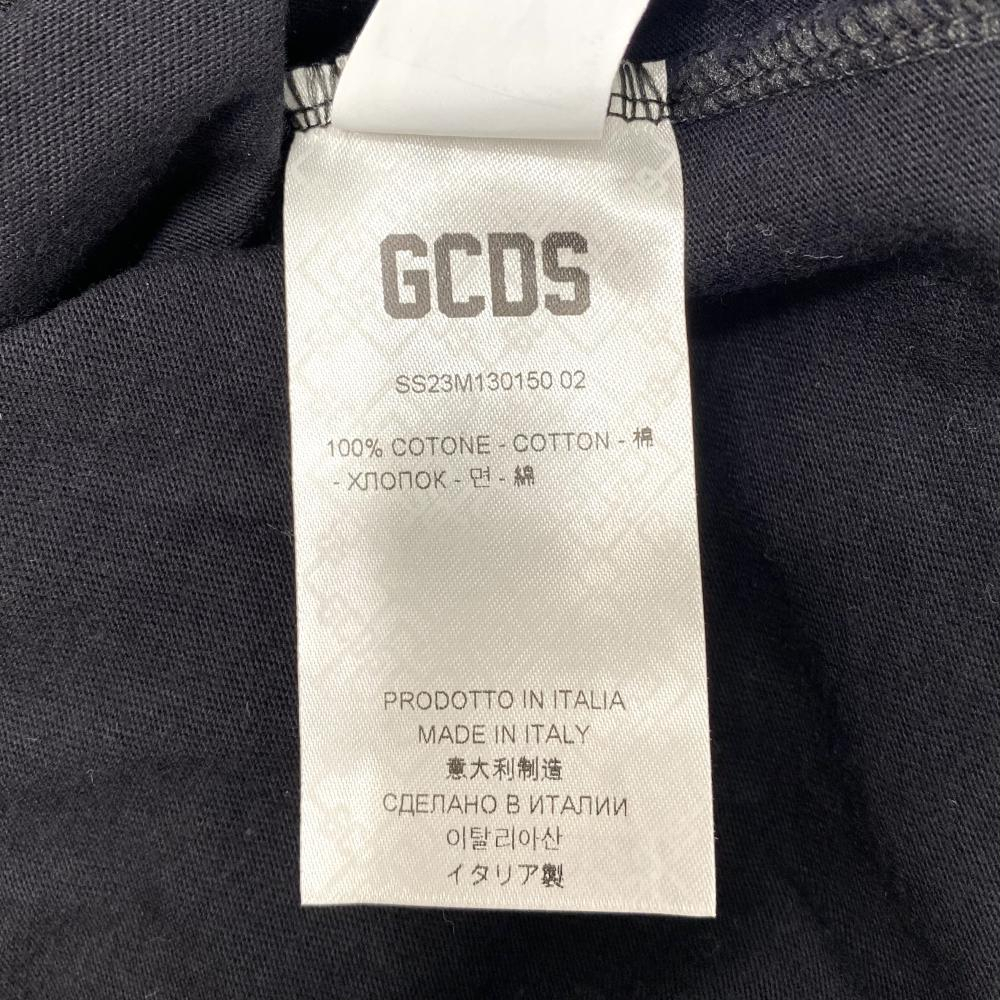 GCDS
SS23M130150 02
100% COTONE - COTTON - 棉
- ХЛОПОК - 면 - 綿
PRODOTTO IN ITALIA
MADE IN ITALY
意大利制造
СДЕЛАНО В ИТАЛИИ
이탈리아산
イタリア製